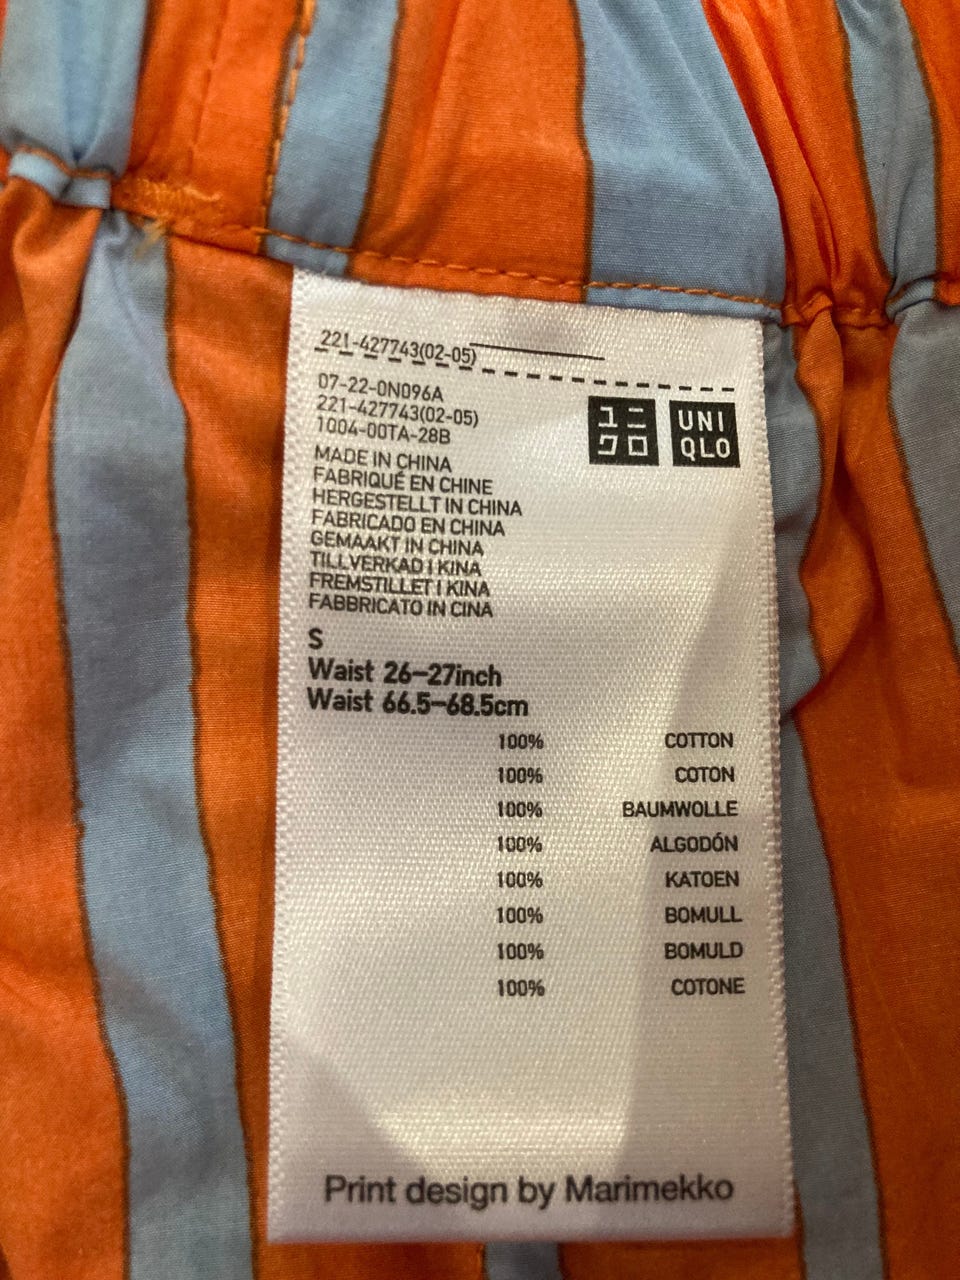 221-427743(02-05)
07-22-0N096A
221-427743(02-05)
1004-00TA-28B
ユニ
クロ
UNI
QLO
MADE IN CHINA
FABRIQUÉ EN CHINE
HERGESTELLT IN CHINA
FABRICADO EN CHINA
GEMAAKT IN CHINA
TILLVERKAD I KINA
FREMSTILLET I KINA
FABBRICATO IN CINA
S
Waist 26-27inch
Waist 66.5-68.5cm
100% COTTON
100% COTON
100% BAUMWOLLE
100% ALGODÓN
100% KATOEN
100% BOMULL
100% BOMULD
100% COTONE
Print design by Marimekko